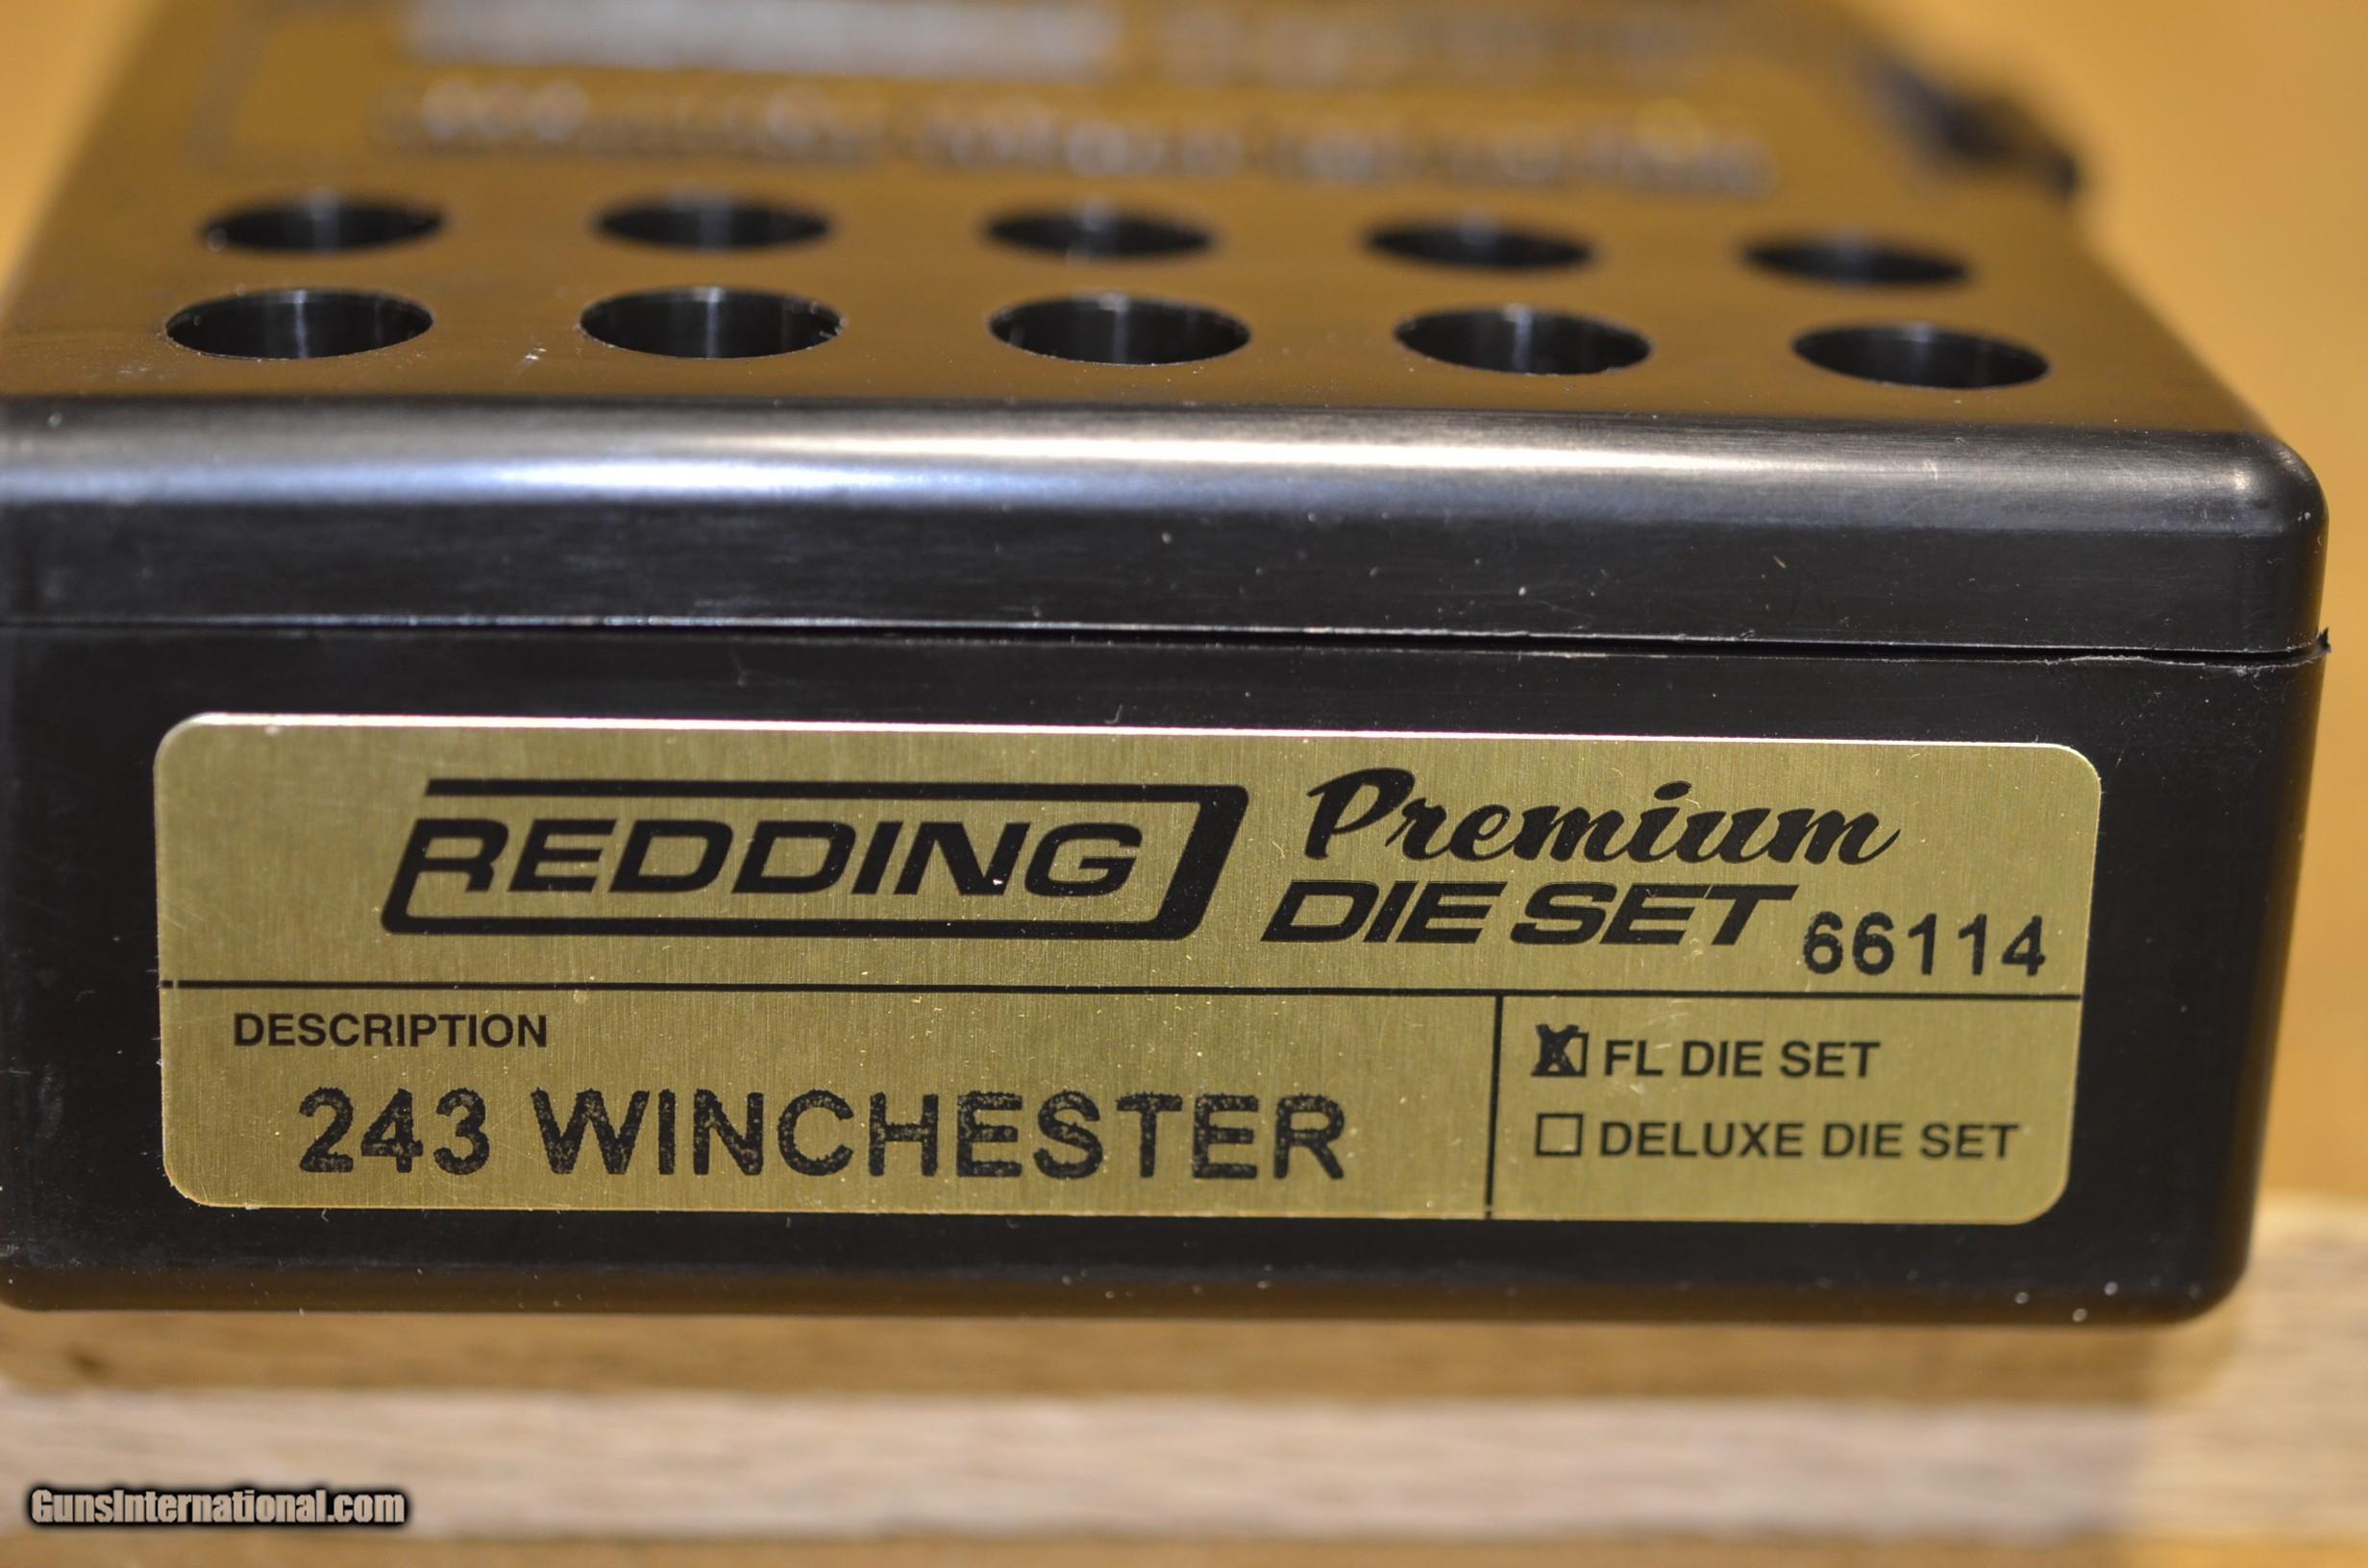 REDDING Premium
DIE SET 66114
DESCRIPTION
243 WINCHESTER
FL DIE SET
DELUXE DIE SET
GunsInternational.com